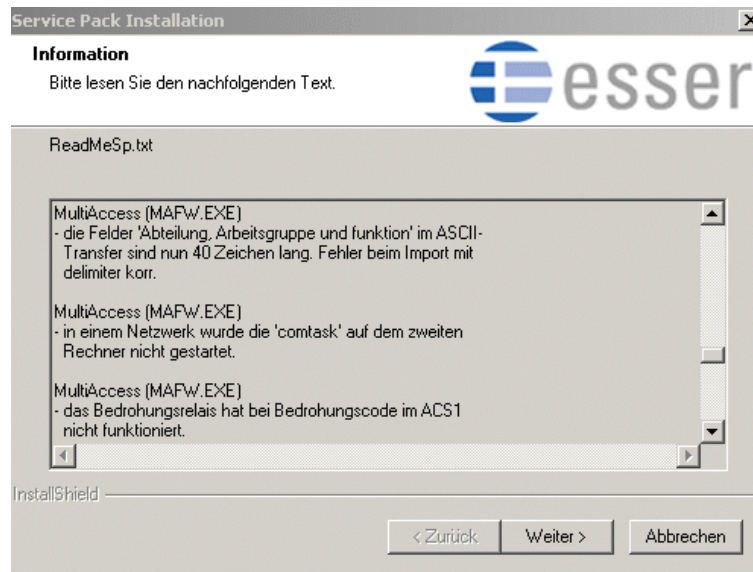 Service Pack Installation
Information
Bitte lesen Sie den nachfolgenden Text.
esser
ReadMeSp.txt
MultiAccess (MAFW.EXE)
- die Felder 'Abteilung, Arbeitsgruppe und funktion' im ASCII-
Transfer sind nun 40 Zeichen lang. Fehler beim Import mit
delimiter korr.
MultiAccess (MAFW.EXE)
- in einem Netzwerk wurde die 'comtask' auf dem zweiten
Rechner nicht gestartet.
MultiAccess (MAFW.EXE)
- das Bedrohungsrelais hat bei Bedrohungscode im ACS1
nicht funktioniert.
InstallShield
< Zurück
Weiter >
Abbrechen